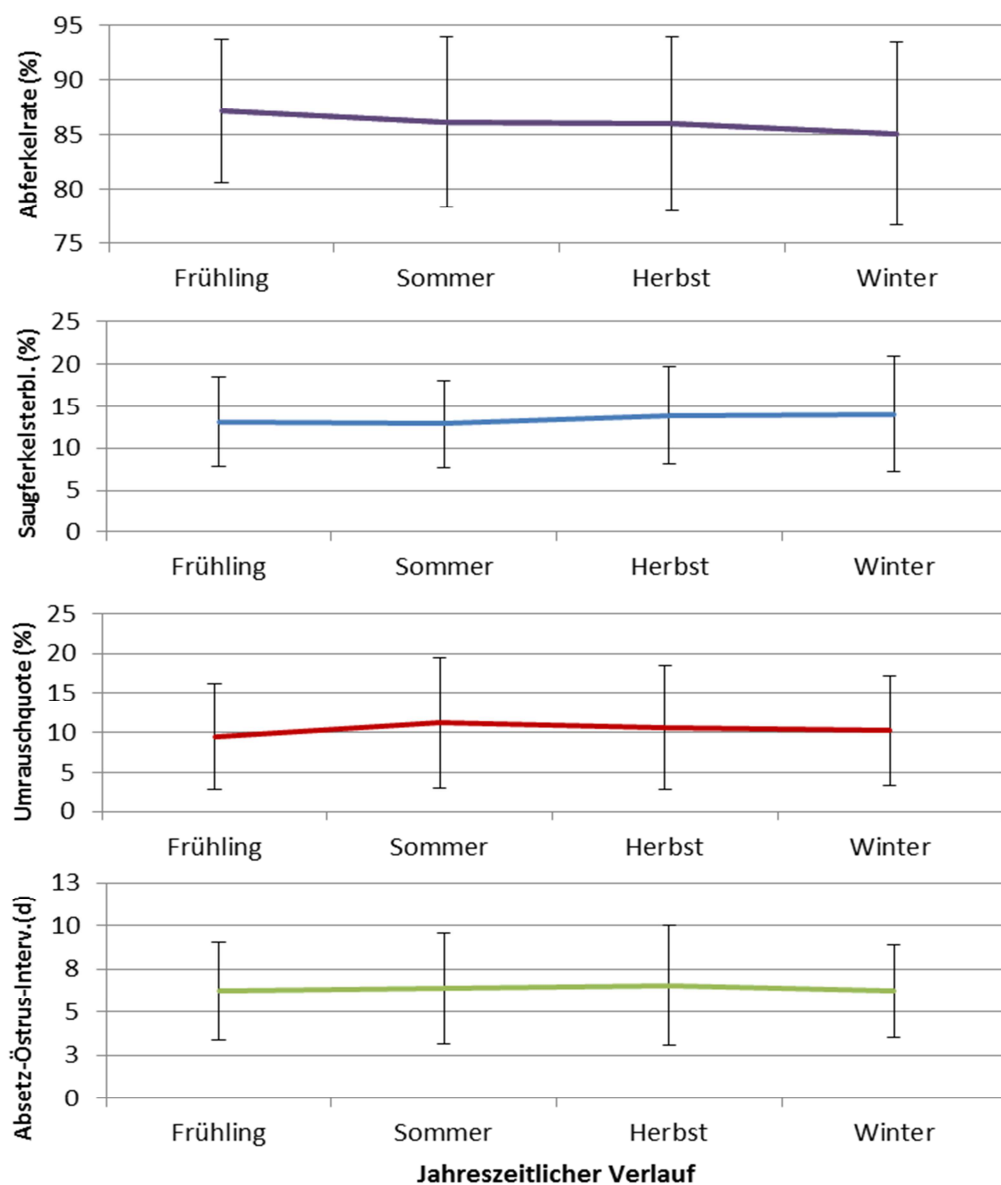 Abferkelrate (%)
95
90
85
80
75
Frühling Sommer Herbst Winter
Saugferkelsterbl. (%)
25
20
15
10
5
0
Frühling Sommer Herbst Winter
Umrauschquote (%)
25
20
15
10
5
0
Frühling Sommer Herbst Winter
Absetz-Östrus-Interv.(d)
13
10
8
5
3
0
Frühling Sommer Herbst Winter
Jahreszeitlicher Verlauf